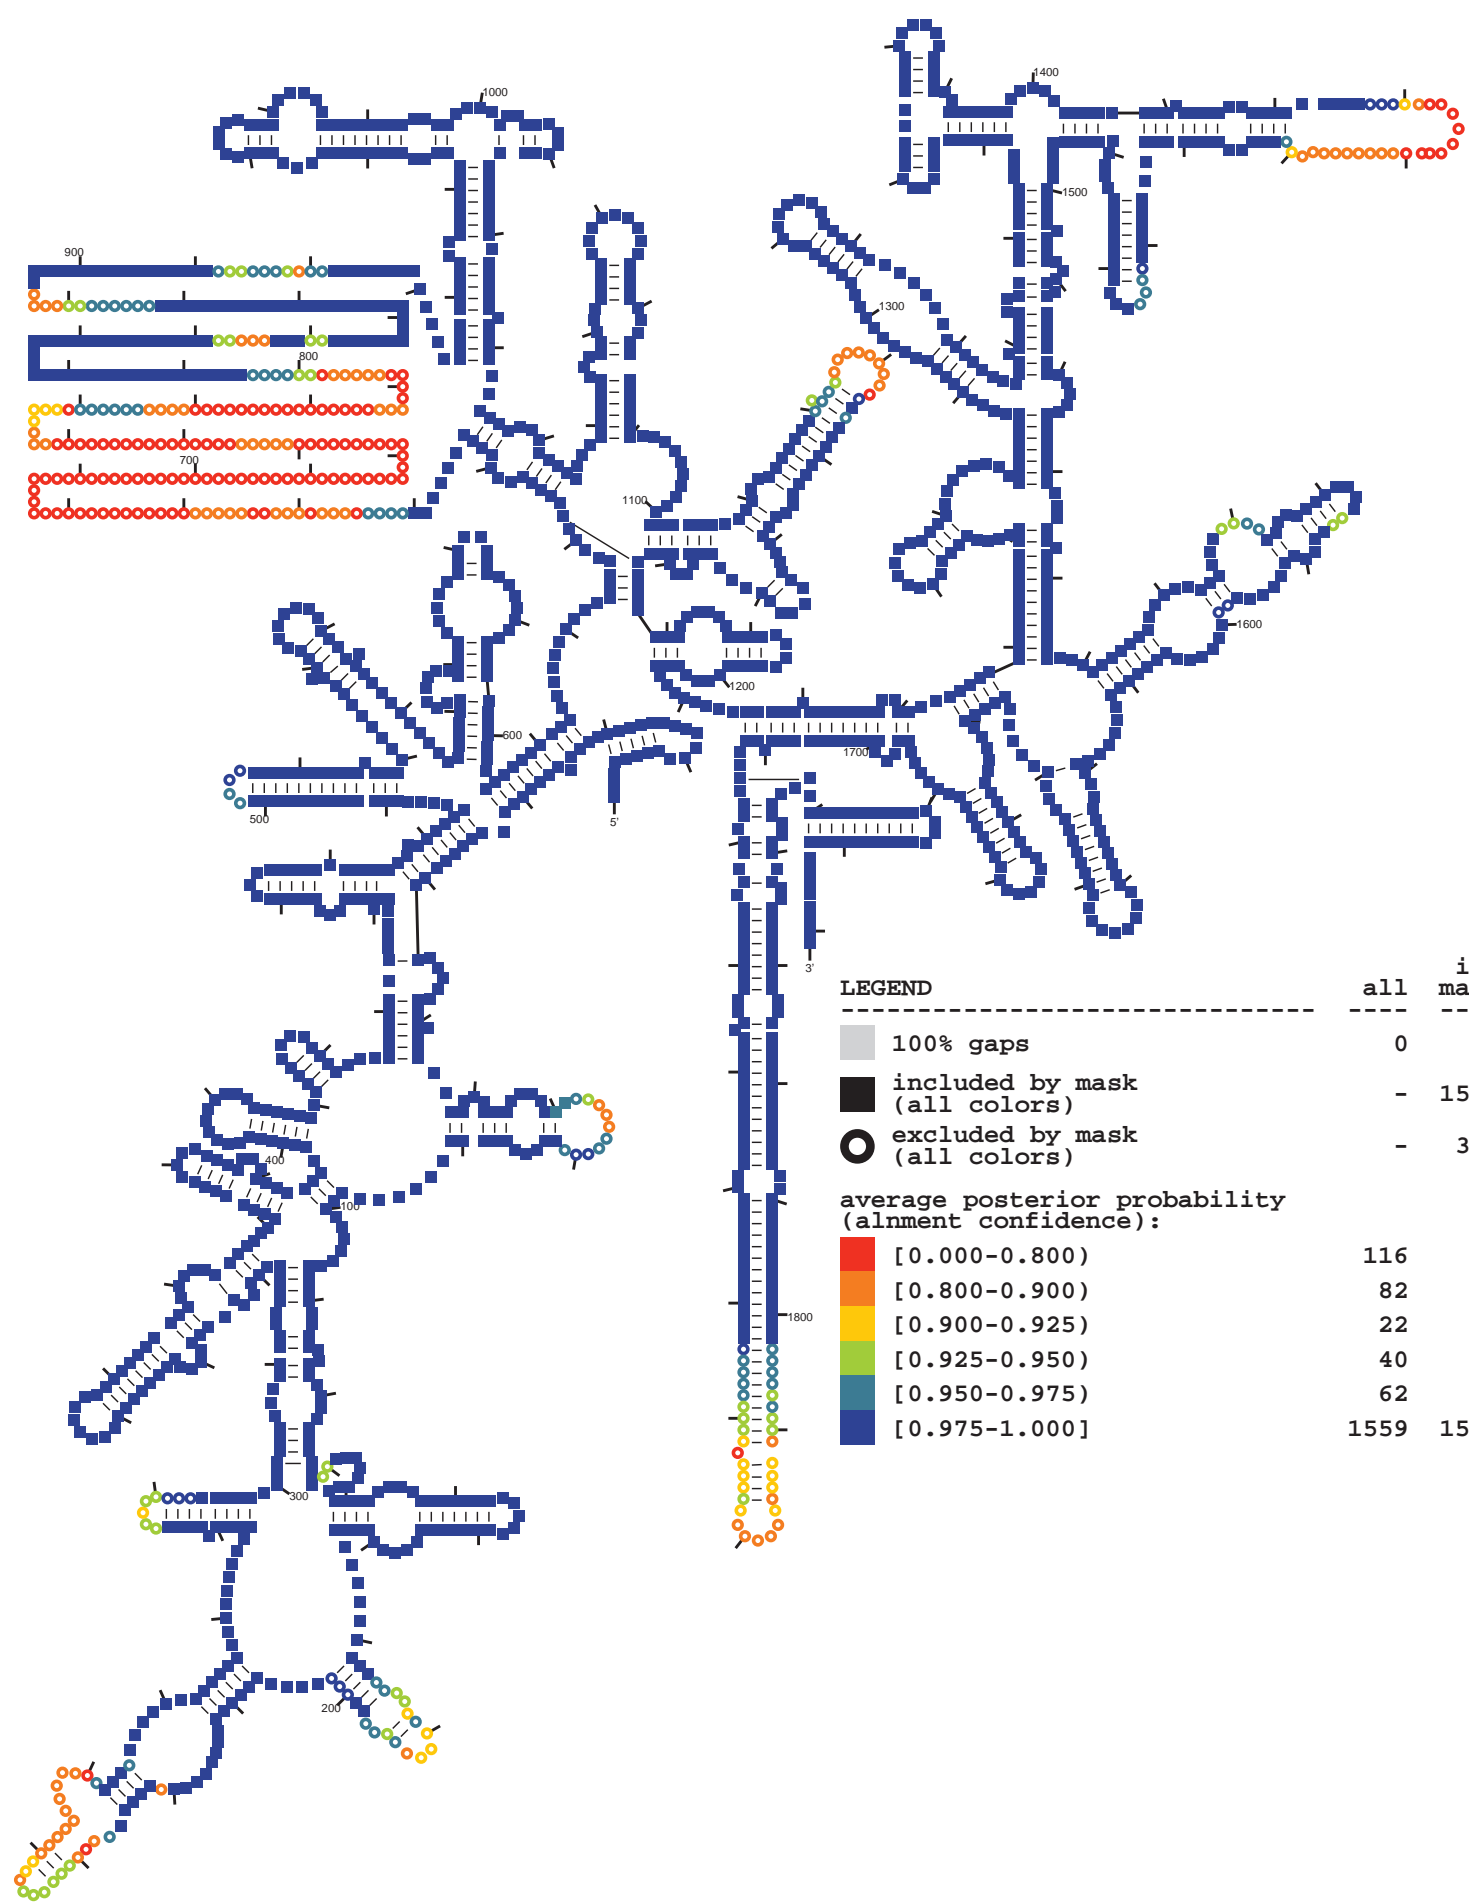 1000
1400
1500
900
1300
800
700
1100
1600
1200
600
1700
500
5'
3'
400
100
1800
300
200
LEGEND all
100% gaps 0
included by mask
(all colors) - 15
excluded by mask
(all colors) - 3
average posterior probability
(alnment confidence):
[0.000-0.800) 116
[0.800-0.900) 82
[0.900-0.925) 22
[0.925-0.950) 40
[0.950-0.975) 62
[0.975-1.000] 1559 15